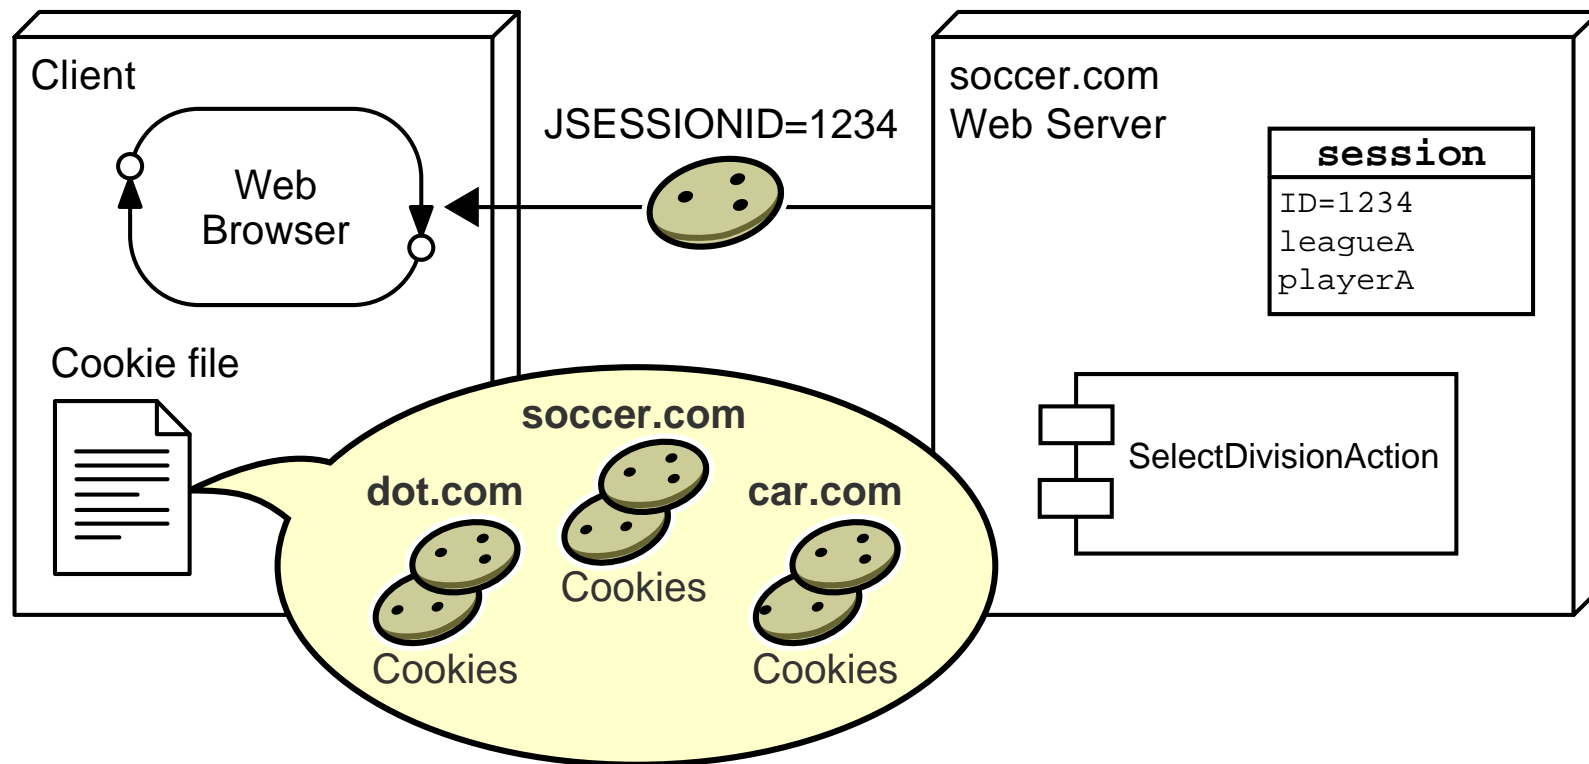 Client
Web
Browser
Cookie file
JSESSIONID=1234
soccer.com
Web Server
session
ID=1234
leagueA
playerA
SelectDivisionAction
soccer.com
Cookies
dot.com
Cookies
car.com
Cookies